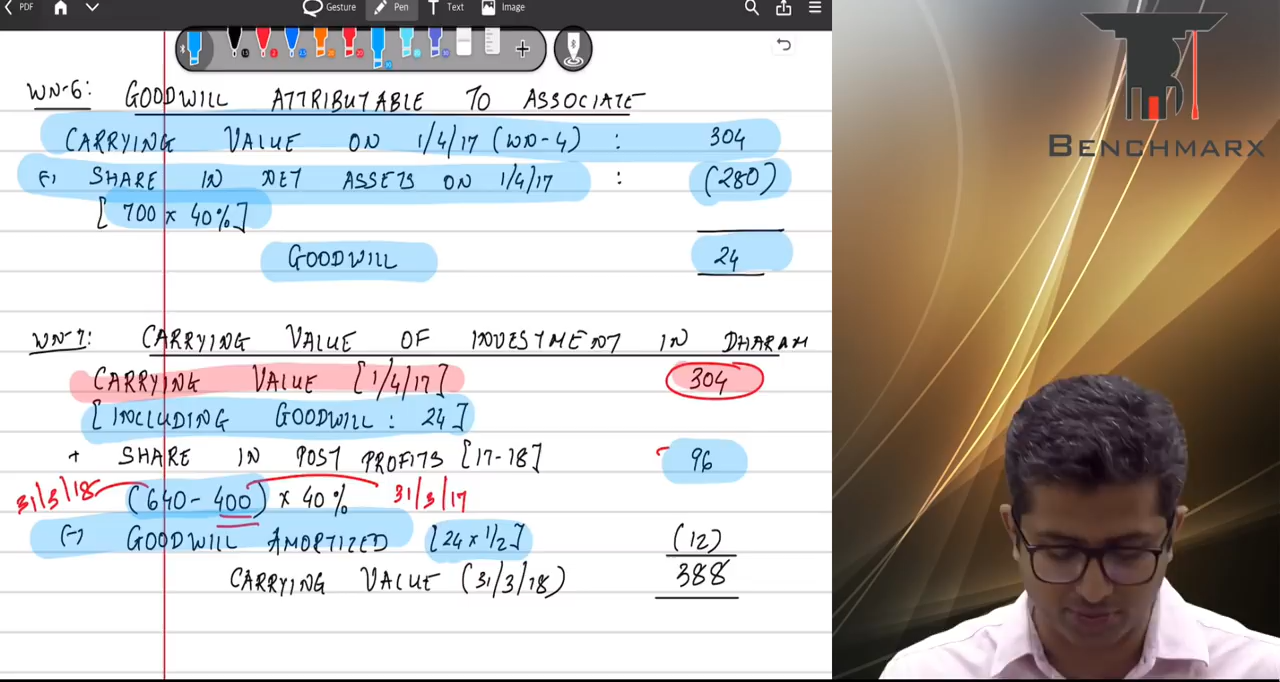 PDF
Gesture Pen Text Image
WN-6: GOODWILL ATTRIBUTABLE TO ASSOCIATE
CARRYING VALUE ON 1/4/17 (WN-4) : 304
(-) SHARE IN NET ASSETS ON 1/4/17 : (280)
[700 x 40%]
GOODWILL 24
WN-7: CARRYING VALUE OF INVESTMENT IN DHARAM
CARRYING VALUE [1/4/17] 304
[INCLUDING GOODWILL : 24]
+ SHARE IN POST PROFITS [17-18] 96
31/3/18 (640-400) x 40% 31/3/17
(-) GOODWILL AMORTIZED [24 x 1/2] (12)
CARRYING VALUE (31/3/18) 388
BENCHMARX